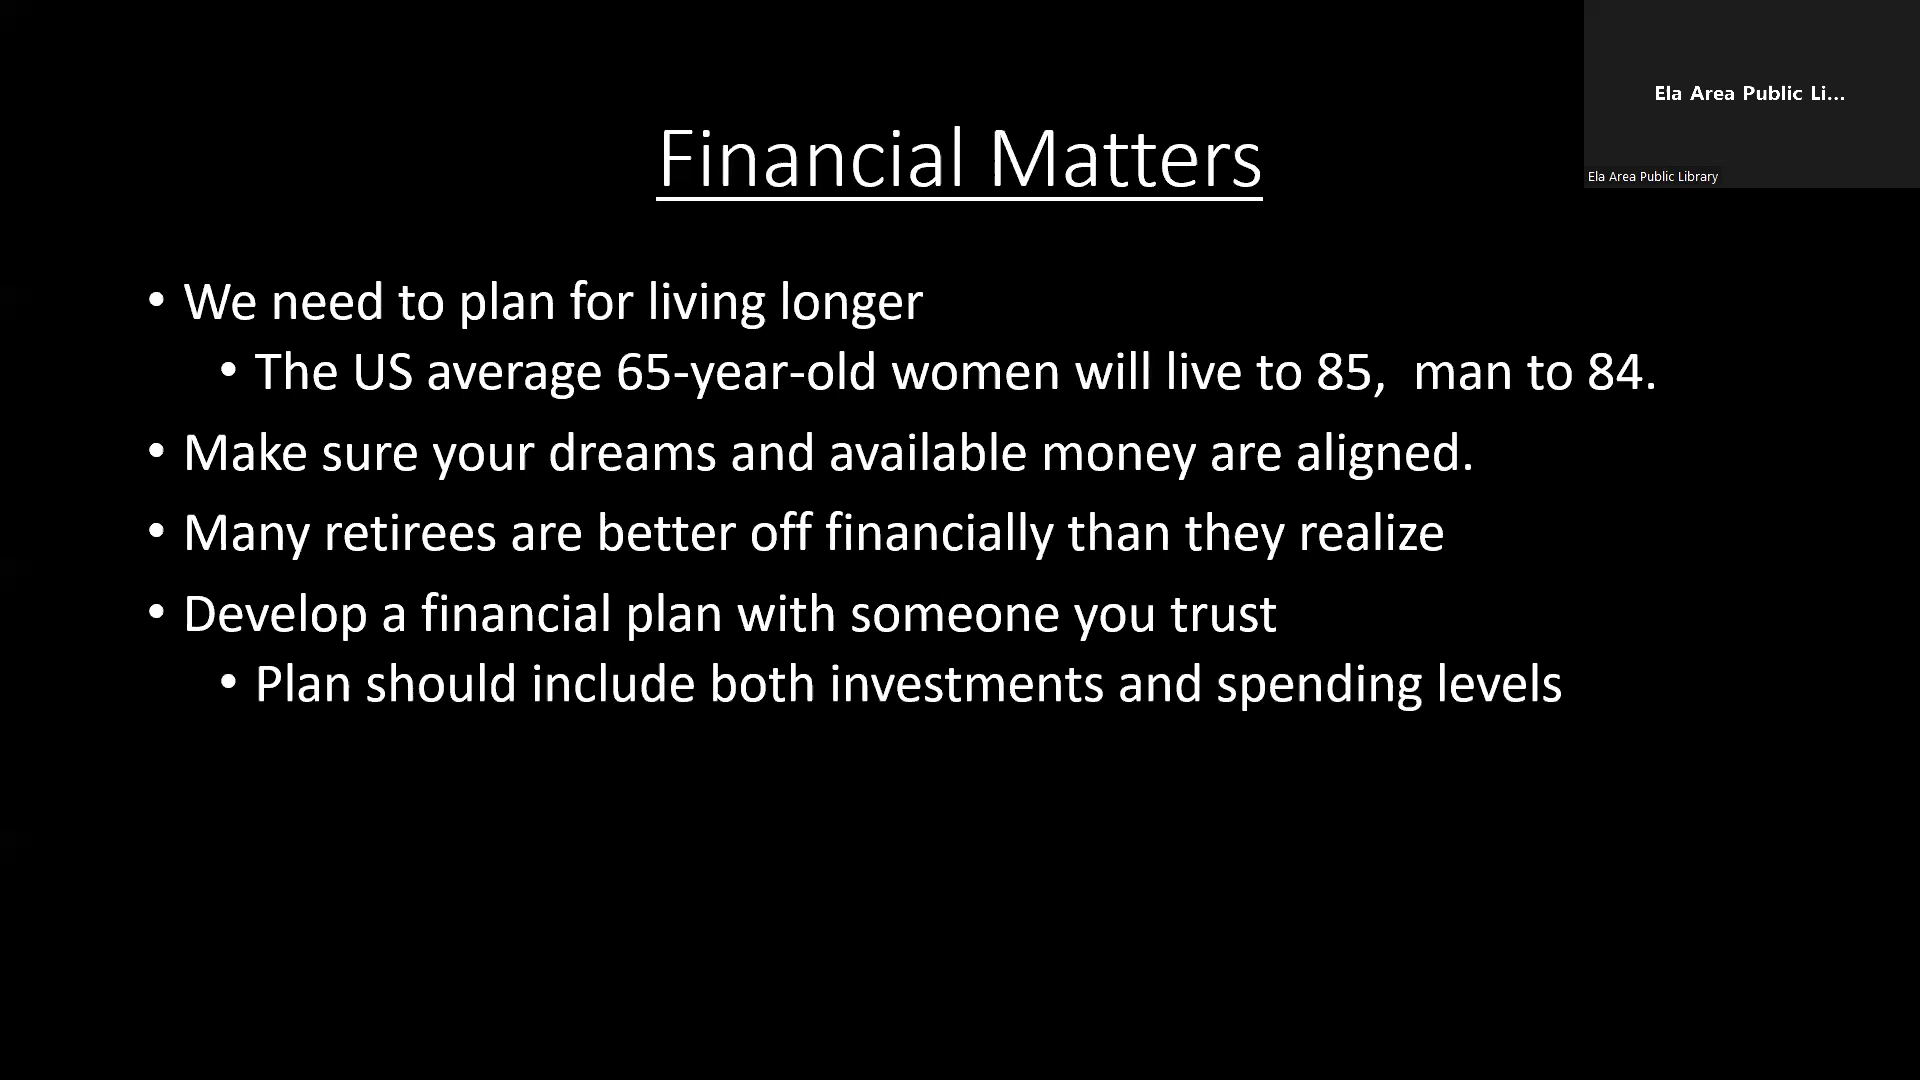 Ela Area Public Li...
Ela Area Public Library
Financial Matters
• We need to plan for living longer
• The US average 65-year-old women will live to 85,  man to 84.
• Make sure your dreams and available money are aligned.
• Many retirees are better off financially than they realize
• Develop a financial plan with someone you trust
• Plan should include both investments and spending levels